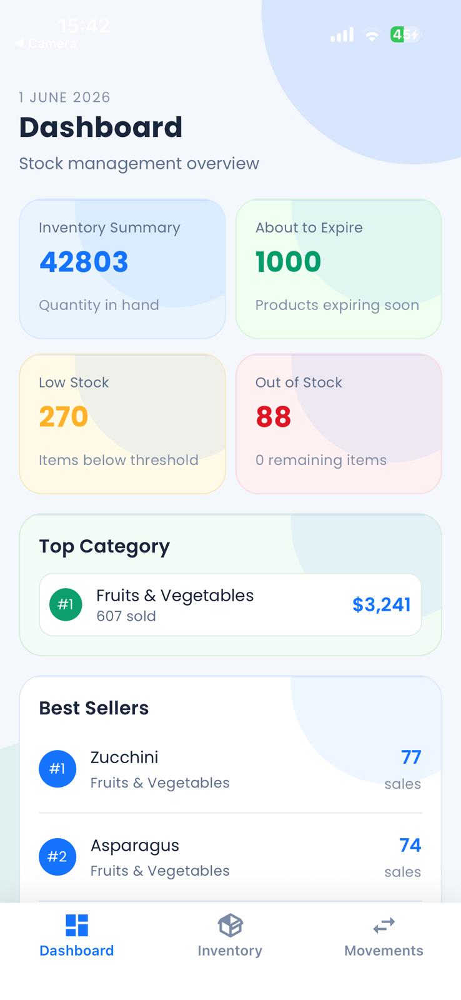 15:42
◀ Camera
45
1 JUNE 2026
Dashboard
Stock management overview
Inventory Summary
42803
Quantity in hand
About to Expire
1000
Products expiring soon
Low Stock
270
Items below threshold
Out of Stock
88
0 remaining items
Top Category
#1
Fruits & Vegetables
607 sold
$3,241
Best Sellers
#1
Zucchini
Fruits & Vegetables
77
sales
#2
Asparagus
Fruits & Vegetables
74
sales
Dashboard
Inventory
Movements